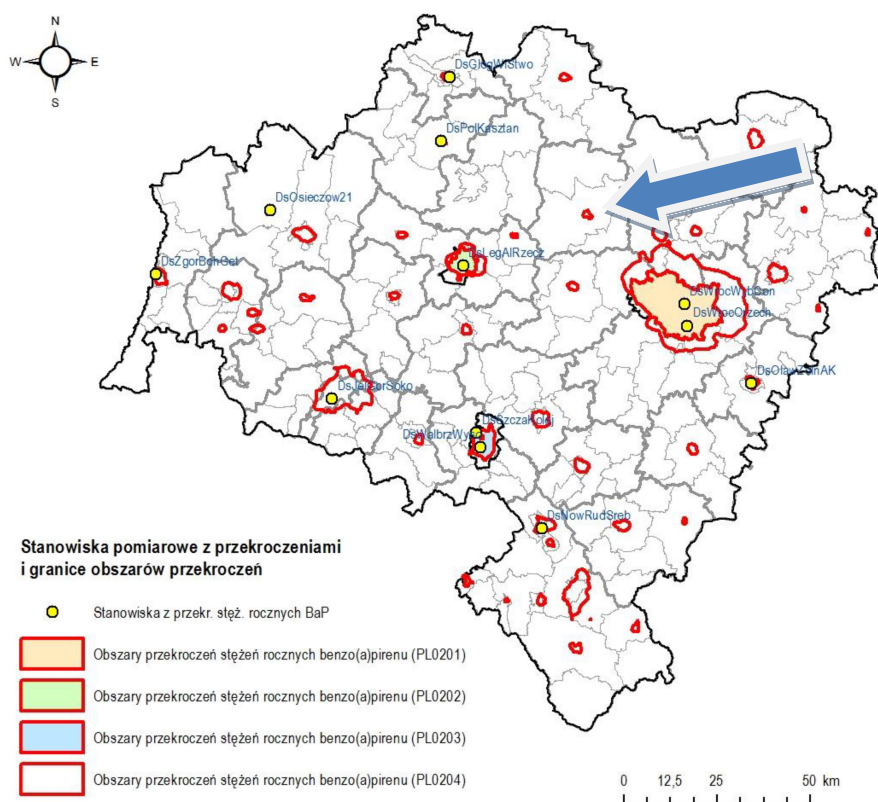 N
W E
S
DsGlogWiStwo
DsPolKasztan
DsOsieczow21
DsZgorBohGet
DsLegAlRzecz
DsWrocWybCon
DsWrocOrzech
DsOlawZolnAK
DsJelGorSoko
DsSzczaKolej
DsNowRudSreb
Stanowiska pomiarowe z przekroczeniami
i granice obszarów przekroczeń
Stanowiska z przekr. stęż. rocznych BaP
Obszary przekroczeń stężeń rocznych benzo(a)pirenu (PL0201)
Obszary przekroczeń stężeń rocznych benzo(a)pirenu (PL0202)
Obszary przekroczeń stężeń rocznych benzo(a)pirenu (PL0203)
Obszary przekroczeń stężeń rocznych benzo(a)pirenu (PL0204)
0 12,5 25 50 km